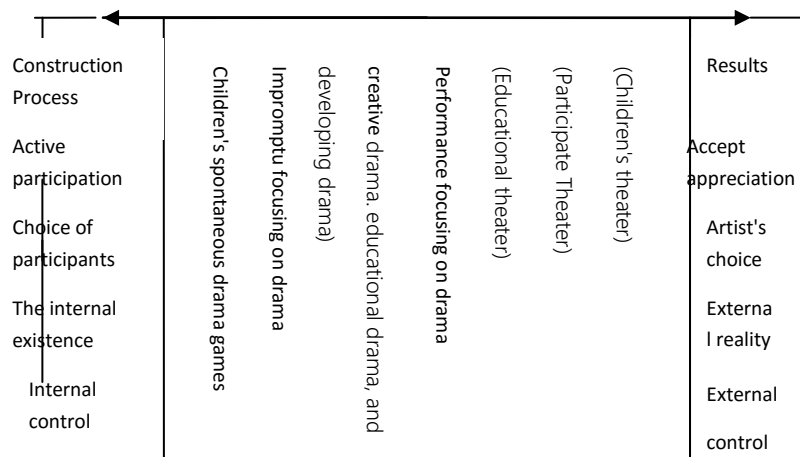 Construction
Process
Active
participation
Choice of
participants
The internal
existence
Internal
control
Children's spontaneous drama games
Impromptu focusing on drama
developing drama)
creative drama. educational drama, and
Performance focusing on drama
(Educational theater)
(Participate Theater)
(Children's theater)
Results
Accept
appreciation
Artist's
choice
Externa
l reality
External
control